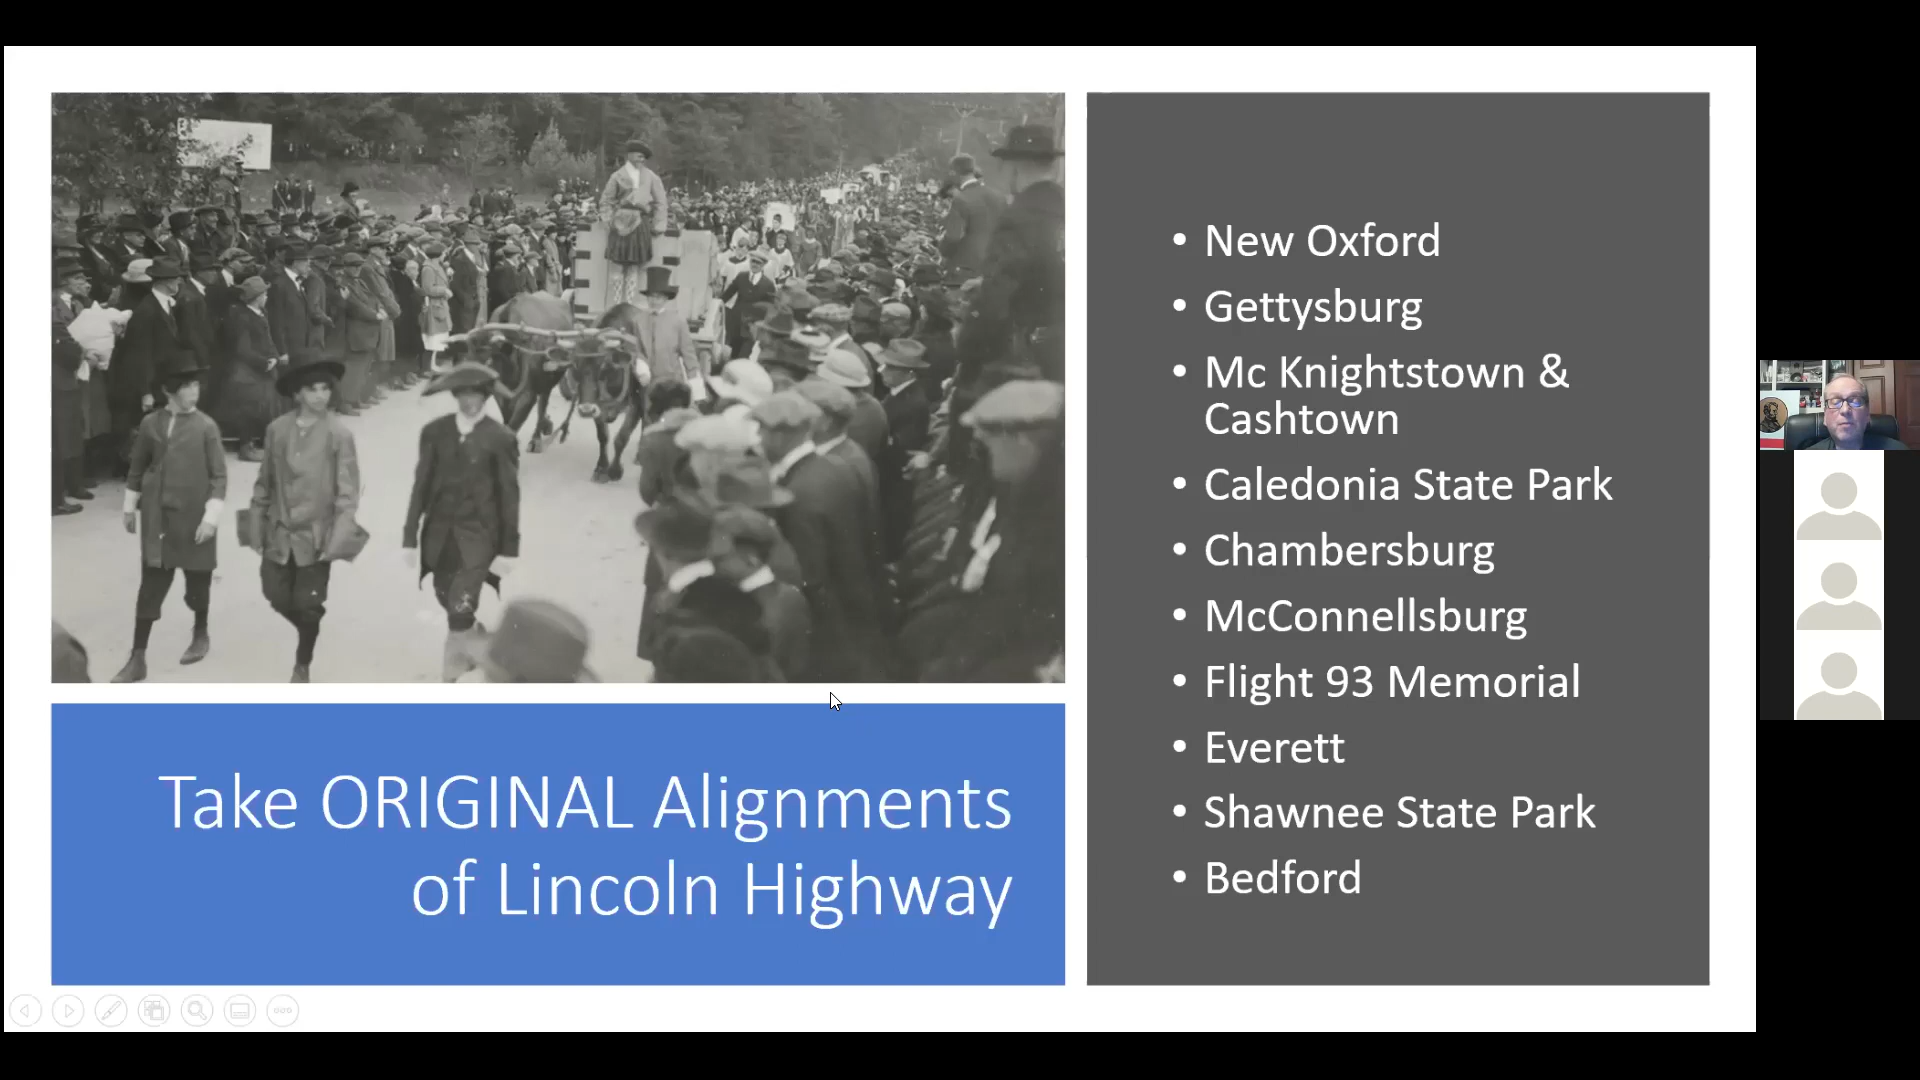 Take ORIGINAL Alignments
of Lincoln Highway
• New Oxford
• Gettysburg
• Mc Knightstown &
Cashtown
• Caledonia State Park
• Chambersburg
• McConnellsburg
• Flight 93 Memorial
• Everett
• Shawnee State Park
• Bedford